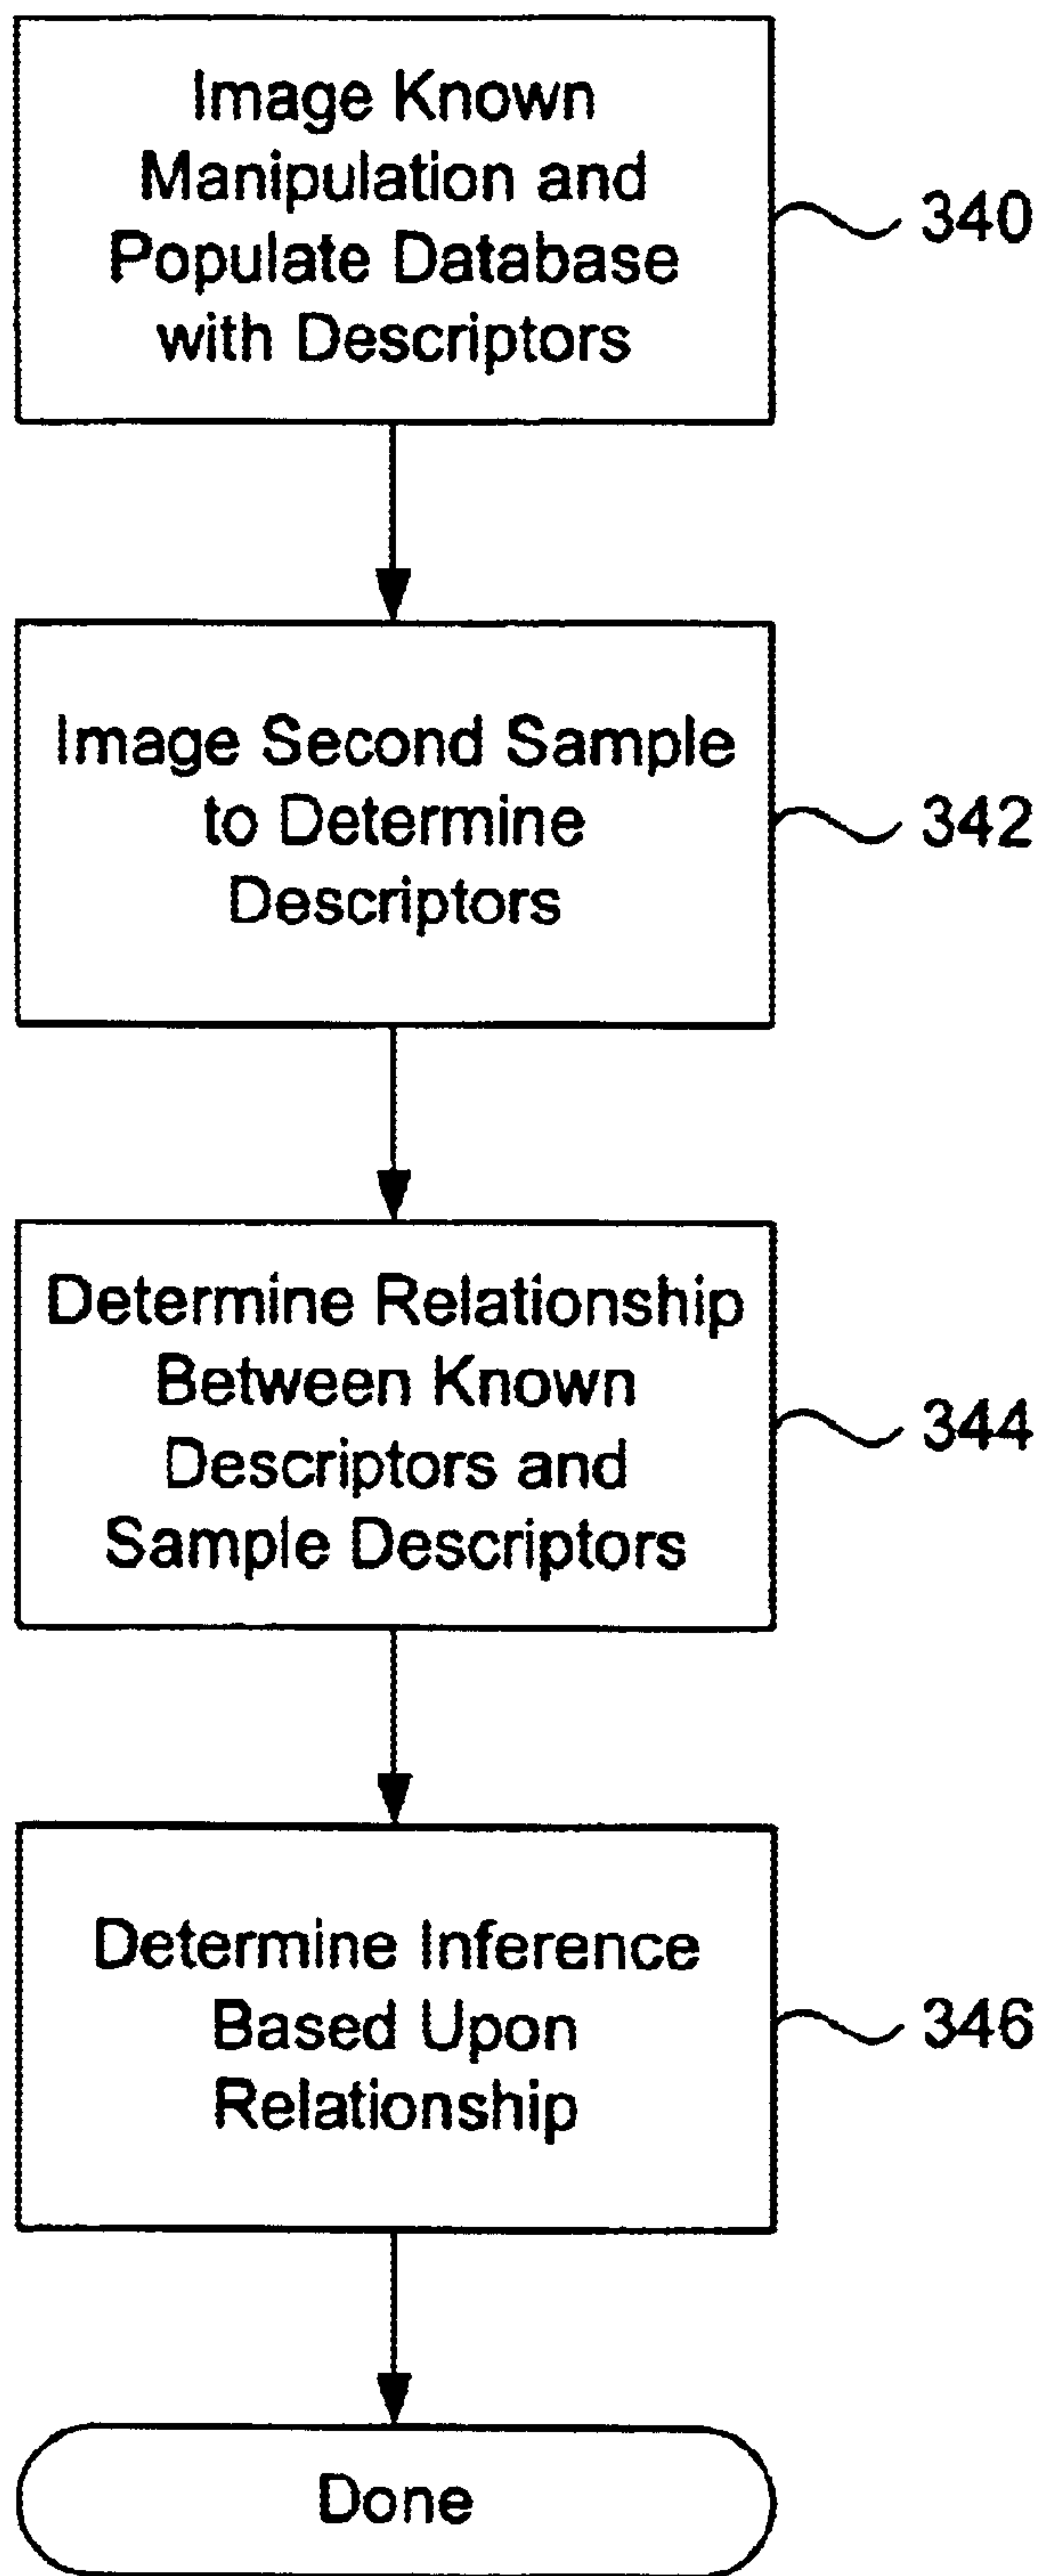 Image Known
Manipulation and
Populate Database
with Descriptors
340
Image Second Sample
to Determine
Descriptors
342
Determine Relationship
Between Known
Descriptors and
Sample Descriptors
344
Determine Inference
Based Upon
Relationship
346
Done